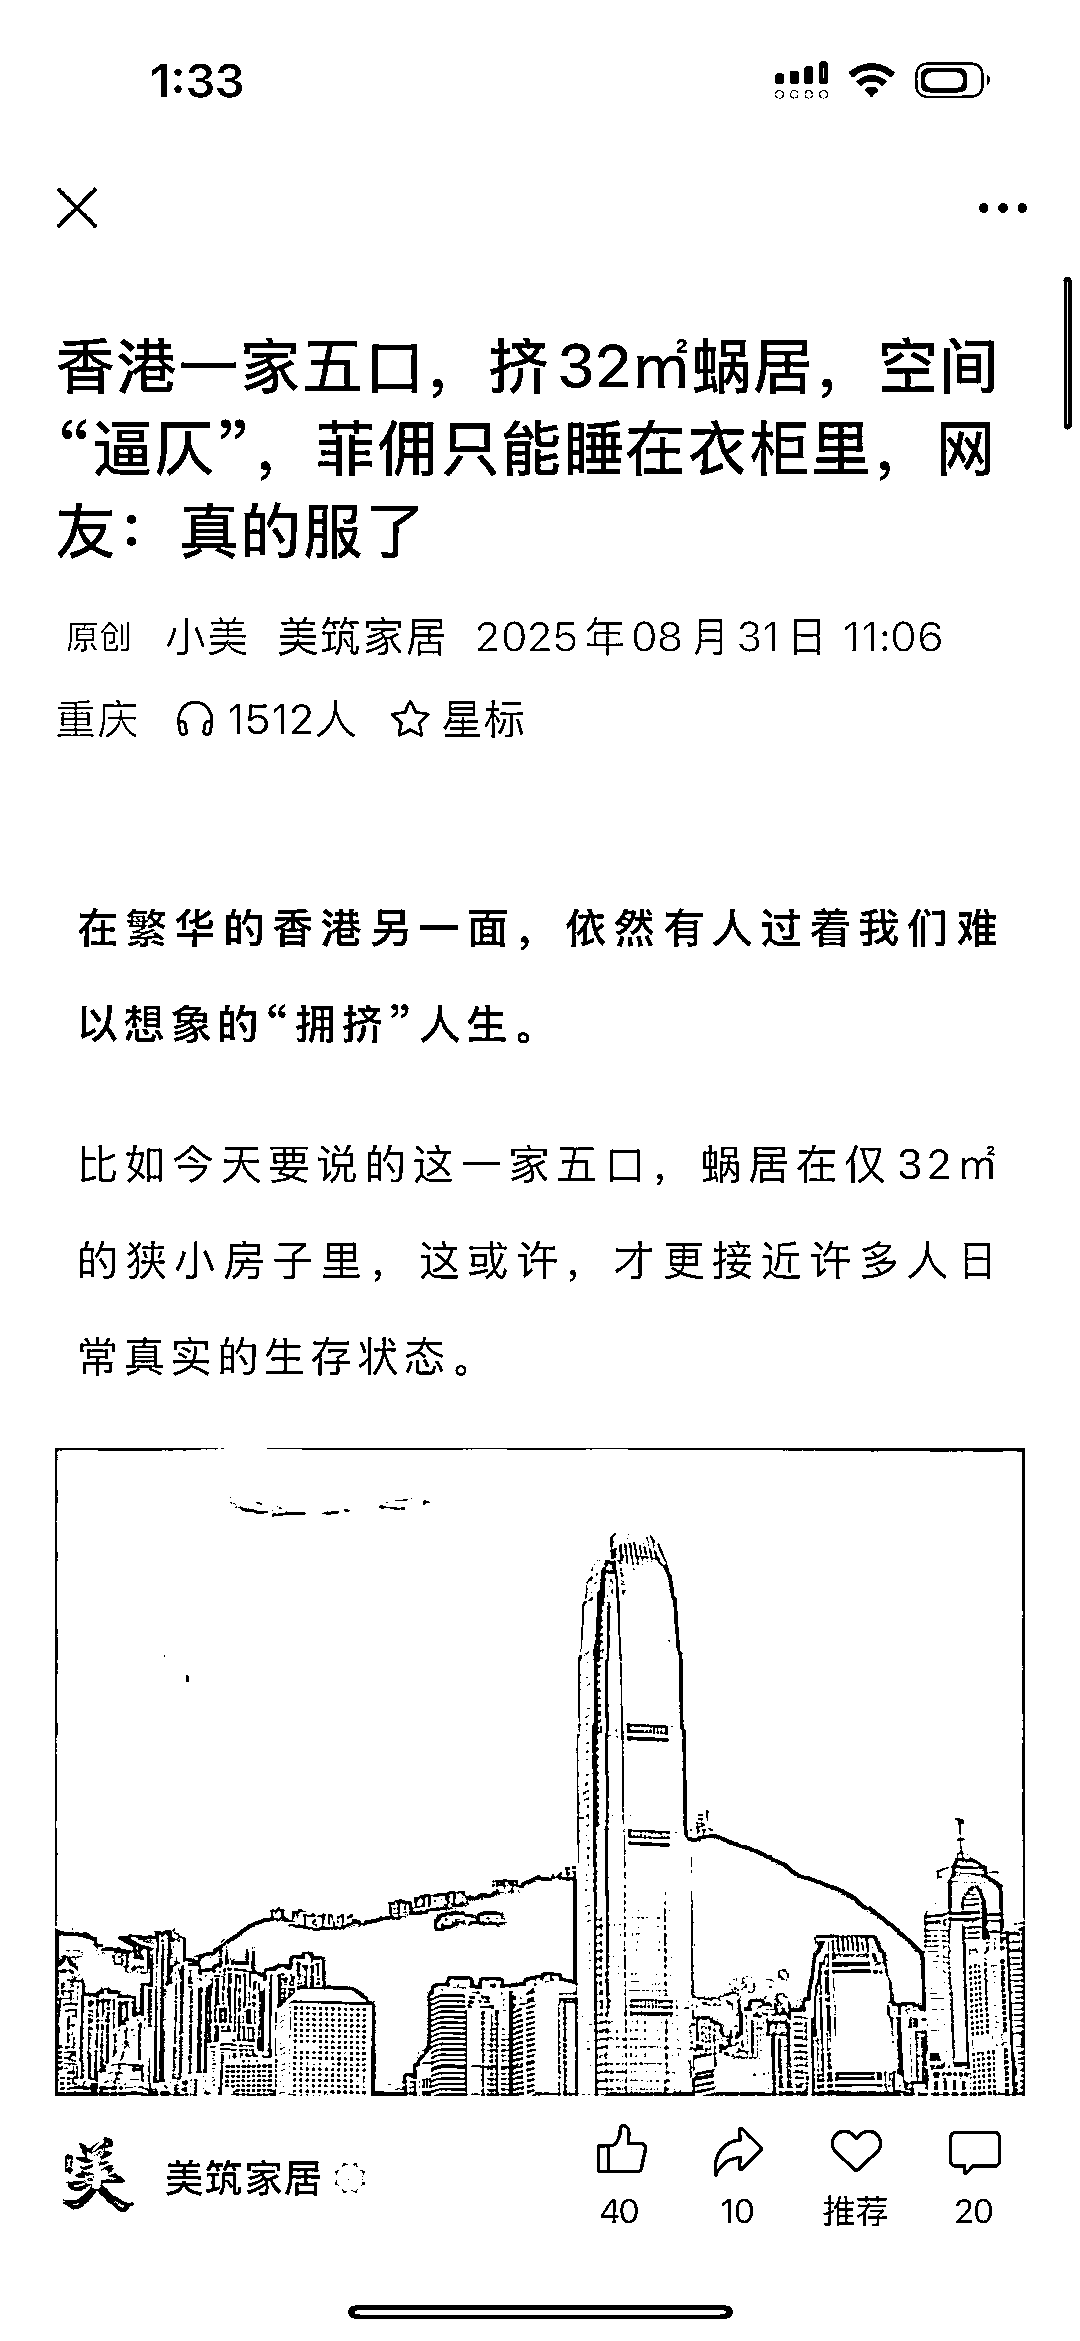 1:33
香港一家五口，挤32㎡蜗居，空间
“逼仄”，菲佣只能睡在衣柜里，网
友：真的服了
原创 小美 美筑家居 2025年08月31日 11:06
重庆 1512人 星标
在繁华的香港另一面，依然有人过着我们难
以想象的“拥挤”人生。
比如今天要说的这一家五口，蜗居在仅32㎡
的狭小房子里，这或许，才更接近许多人日
常真实的生存状态。
美 美筑家居
40 10 推荐 20